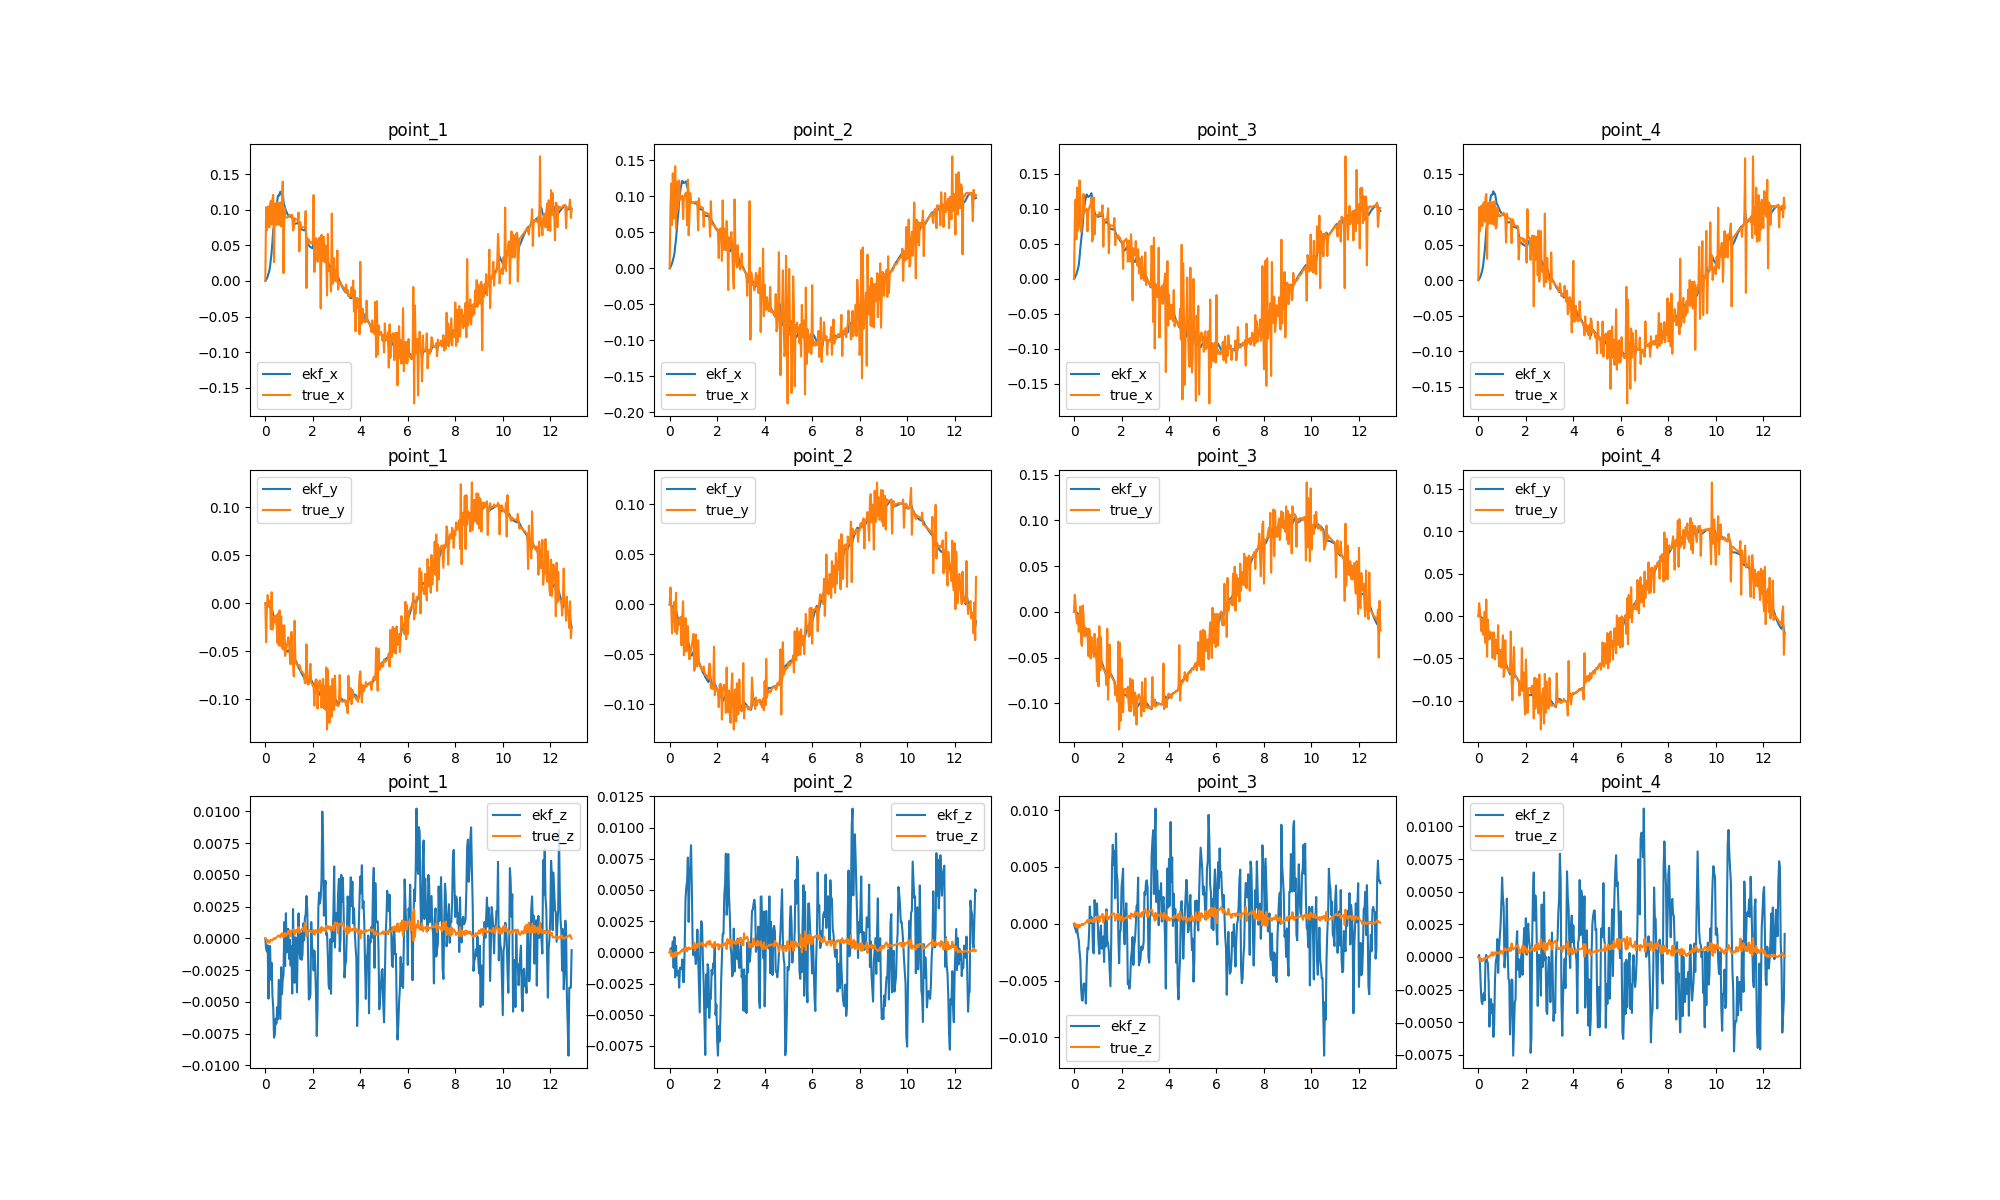 point_1 point_2 point_3 point_4
0.15 0.10 0.05 0.00 −0.05 −0.10 −0.15
ekf_x
true_x
0 2 4 6 8 10 12
0.15 0.10 0.05 0.00 −0.05 −0.10 −0.15 −0.20
ekf_x
true_x
0 2 4 6 8 10 12
0.15 0.10 0.05 0.00 −0.05 −0.10 −0.15
ekf_x
true_x
0 2 4 6 8 10 12
0.15 0.10 0.05 0.00 −0.05 −0.10 −0.15
ekf_x
true_x
0 2 4 6 8 10 12
point_1 point_2 point_3 point_4
0.10 0.05 0.00 −0.05 −0.10
ekf_y
true_y
0 2 4 6 8 10 12
0.10 0.05 0.00 −0.05 −0.10
ekf_y
true_y
0 2 4 6 8 10 12
0.15 0.10 0.05 0.00 −0.05 −0.10
ekf_y
true_y
0 2 4 6 8 10 12
0.15 0.10 0.05 0.00 −0.05 −0.10
ekf_y
true_y
0 2 4 6 8 10 12
point_1 point_2 point_3 point_4
0.0100 0.0075 0.0050 0.0025 0.0000 −0.0025 −0.0050 −0.0075 −0.0100
ekf_z
true_z
0 2 4 6 8 10 12
0.0125 0.0100 0.0075 0.0050 0.0025 0.0000 −0.0025 −0.0050 −0.0075
ekf_z
true_z
0 2 4 6 8 10 12
0.010 0.005 0.000 −0.005 −0.010
ekf_z
true_z
0 2 4 6 8 10 12
0.0100 0.0075 0.0050 0.0025 0.0000 −0.0025 −0.0050 −0.0075
ekf_z
true_z
0 2 4 6 8 10 12